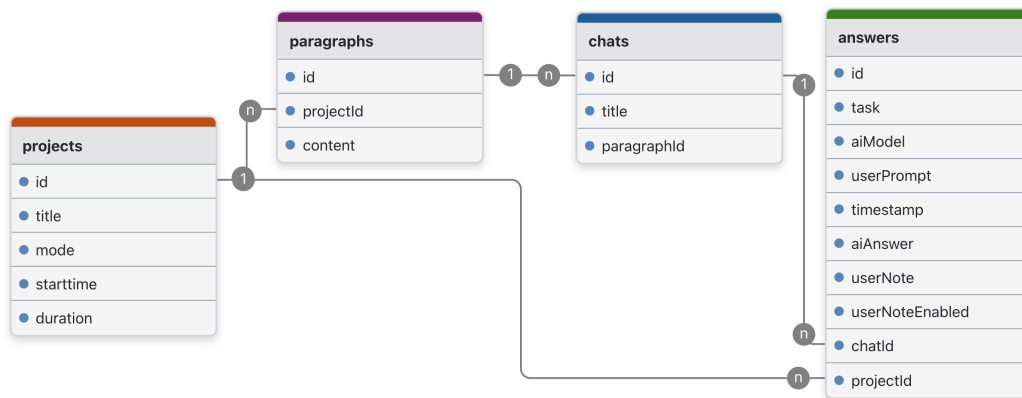 projects
id
title
mode
starttime
duration
paragraphs
id
projectId
content
chats
id
title
paragraphId
answers
id
task
aiModel
userPrompt
timestamp
aiAnswer
userNote
userNoteEnabled
chatId
projectId
1
n
1
n
1
n
n